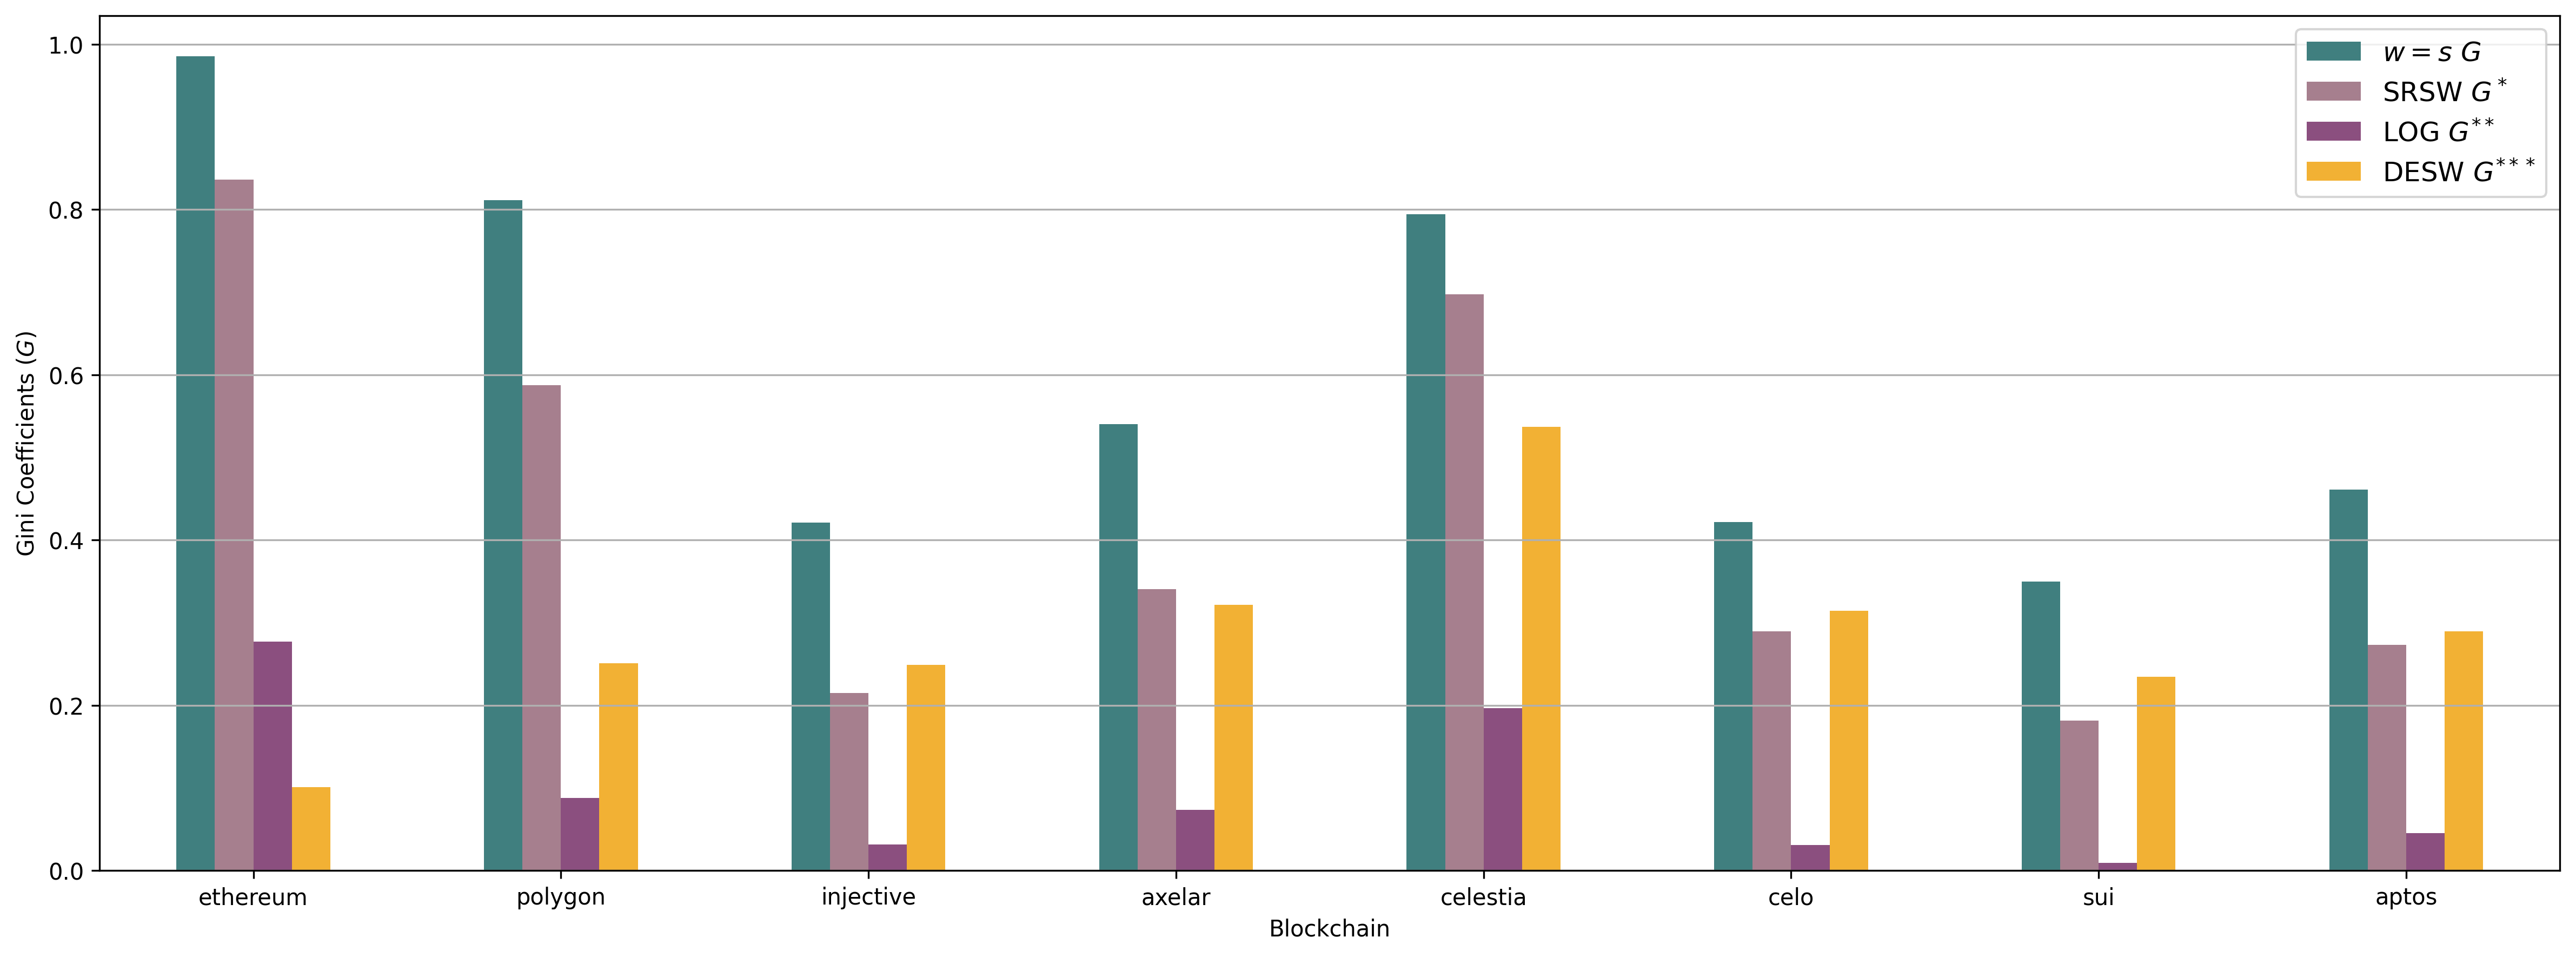 1.0
0.8
0.6
0.4
0.2
0.0
Gini Coefficients (G)
w = s G
SRSW G*
LOG G**
DESW G***
ethereum polygon injective axelar celestia celo sui aptos
Blockchain